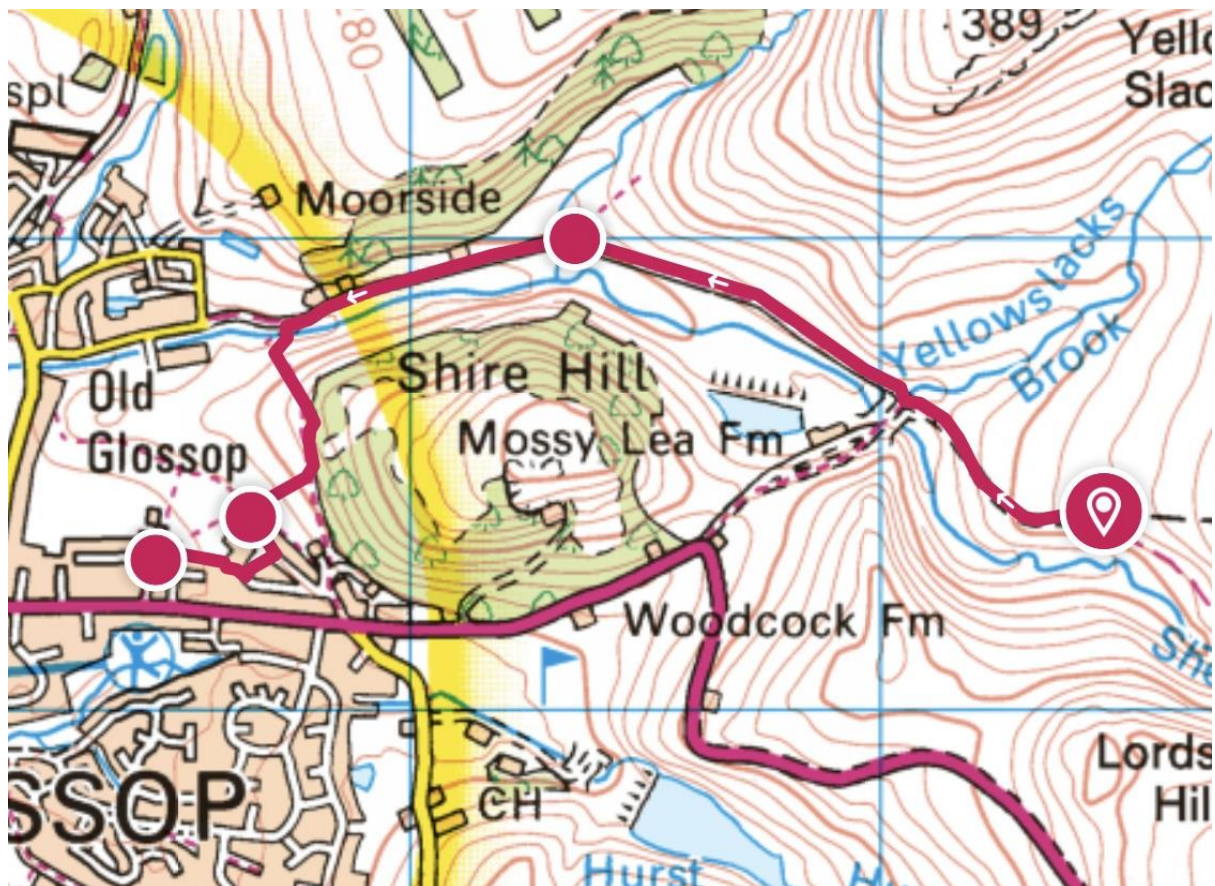 389
Yello
Slac
80
spl
Moorside
Yellowslacks
Brook
Shire Hill
Old
Glossop
Mossy Lea Fm
Woodcock Fm
She
Lords
Hil
SSOP
CH
Hurst
H